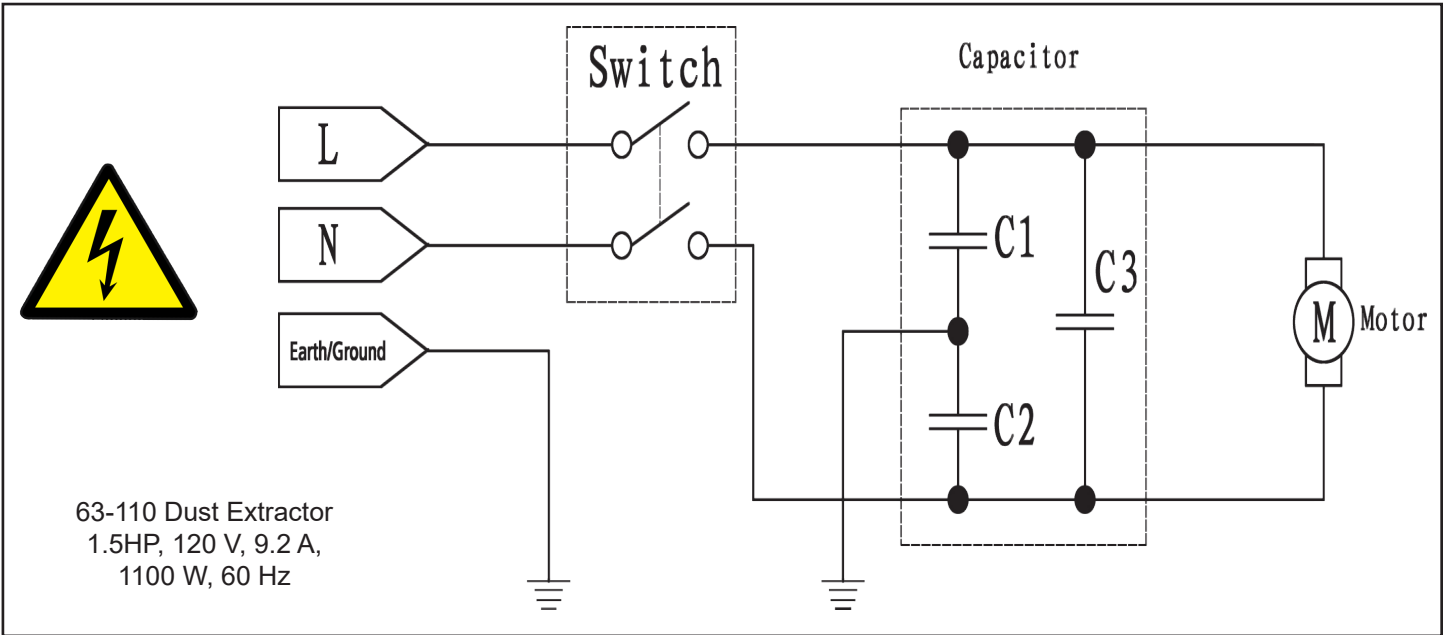 Switch
Capacitor
L
N
Earth/Ground
C1
C3
C2
M
Motor
63-110 Dust Extractor
1.5HP, 120 V, 9.2 A,
1100 W, 60 Hz